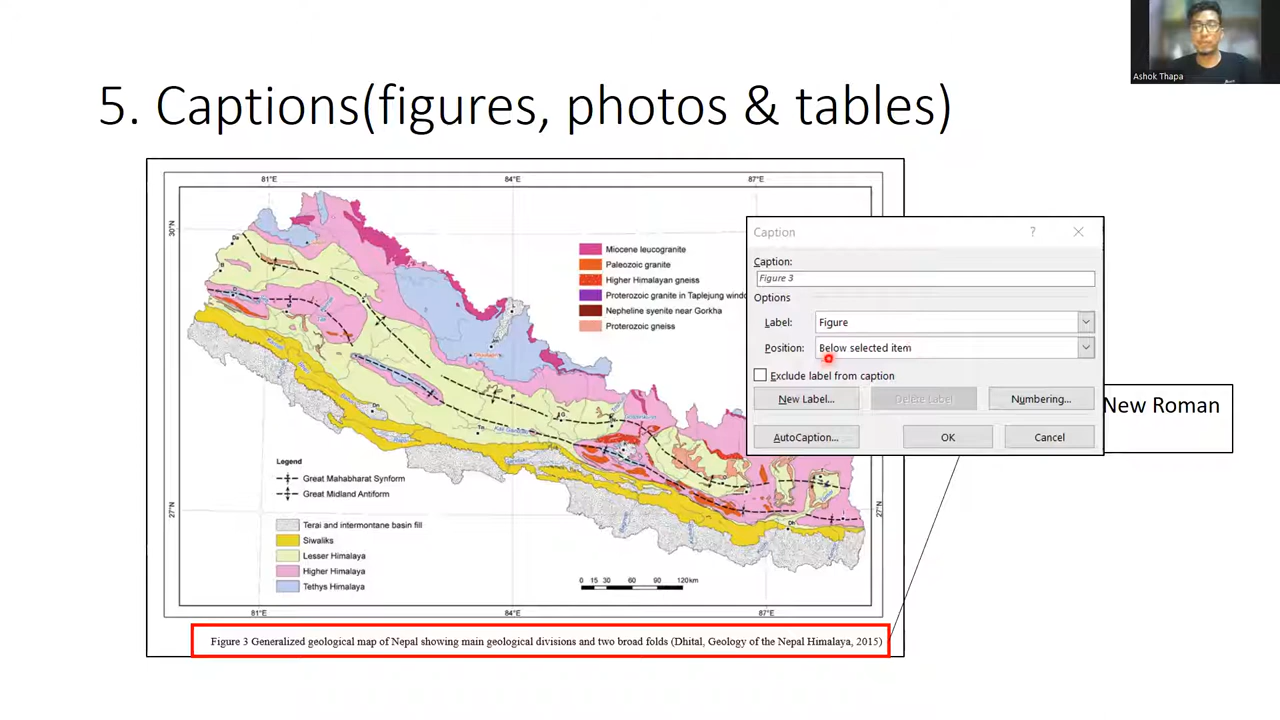 Ashok Thapa
5. Captions(figures, photos & tables)
81°E
84°E
87°E
30°N
Miocene leucogranite
Paleozoic granite
Higher Himalayan gneiss
Proterozoic granite in Taplejung windo
Nepheline syenite near Gorkha
Proterozoic gneiss
Caption
?
Caption:
Figure 3
Options
Label:
Figure
Position:
Below selected item
Exclude label from caption
New Label...
Delete Label
Numbering...
AutoCaption...
OK
Cancel
New Roman
Legend
Great Mahabharat Synform
Great Midland Antiform
27°N
27°N
Terai and intermontane basin fill
Siwaliks
Lesser Himalaya
Higher Himalaya
Tethys Himalaya
0 15 30 60 90 120 km
81°E
84°E
87°E
Figure 3 Generalized geological map of Nepal showing main geological divisions and two broad folds (Dhital, Geology of the Nepal Himalaya, 2015)